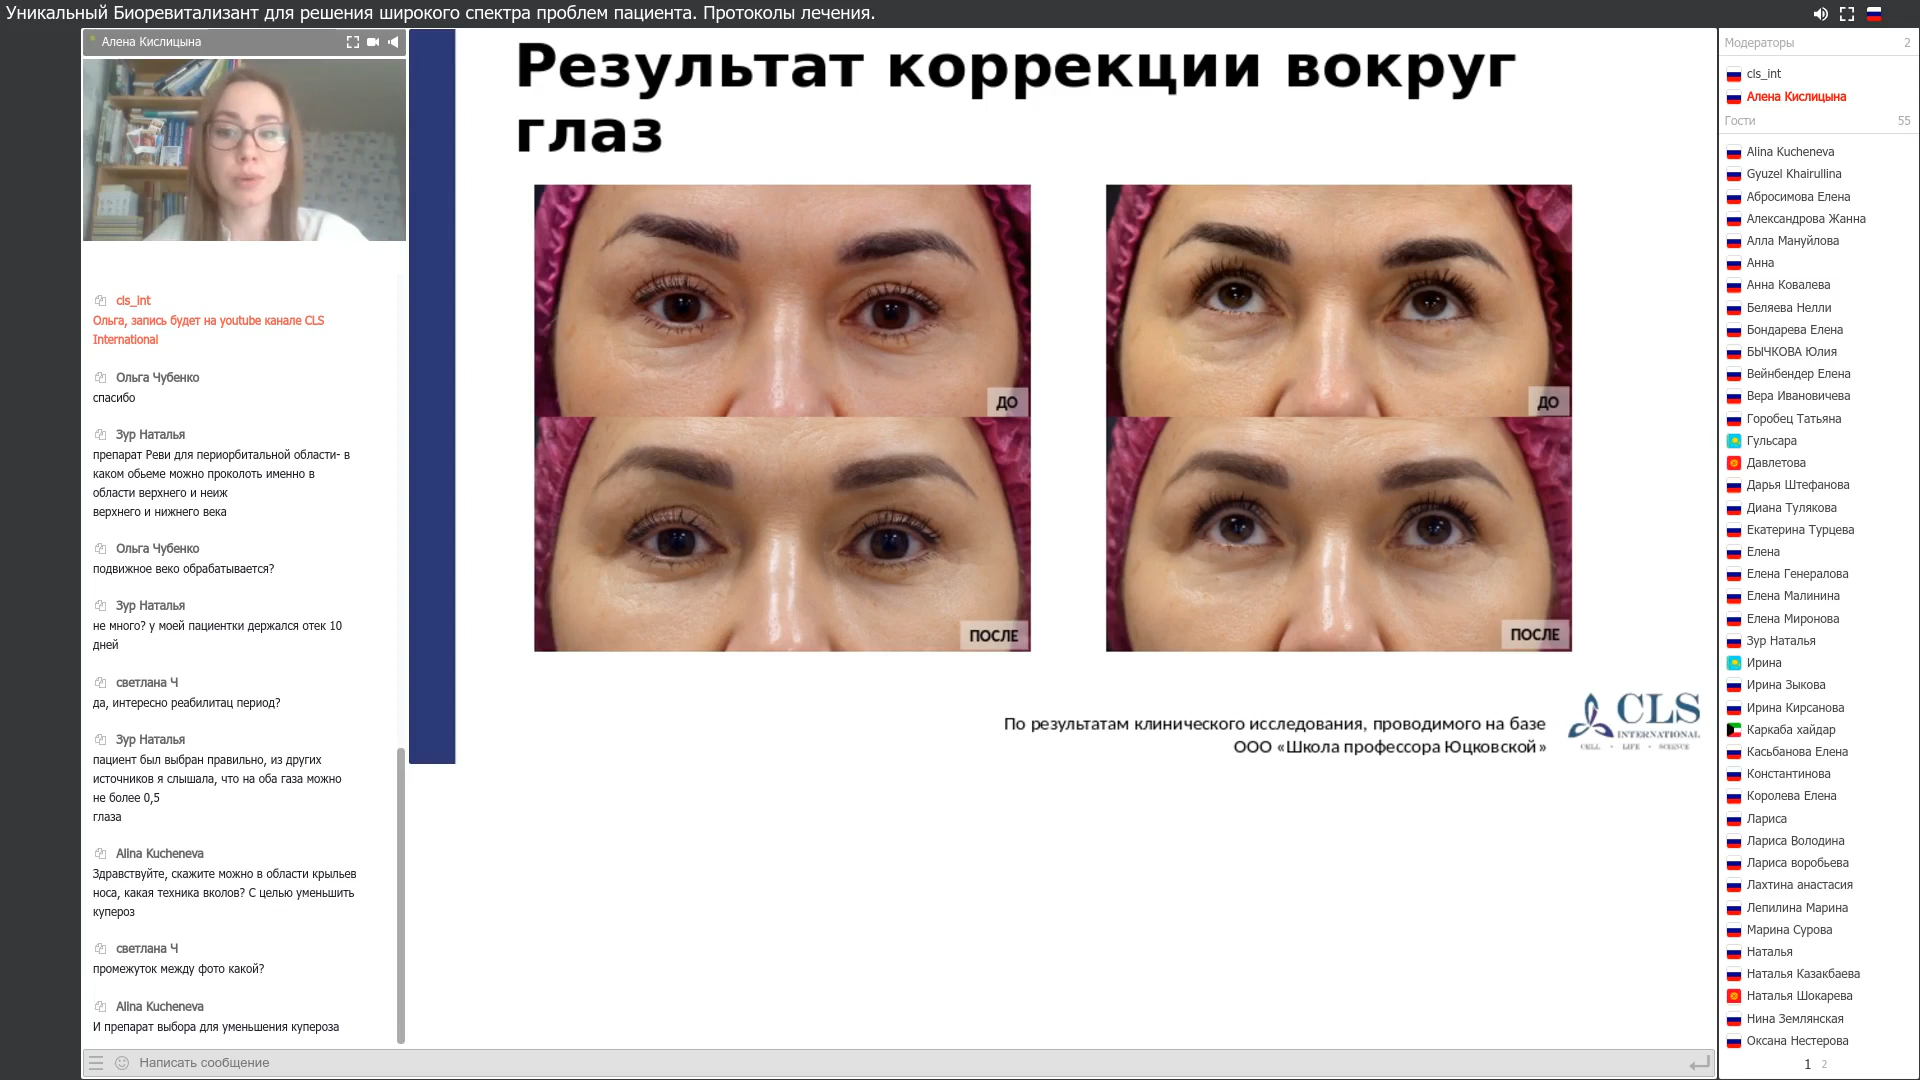 Уникальный Биоревитализант для решения широкого спектра проблем пациента. Протоколы лечения.
Алена Кислицына
cls_int
Ольга, запись будет на youtube канале CLS
International
Ольга Чубенко
спасибо
Зур Наталья
препарат Реви для периорбитальной области- в
каком обьеме можно проколоть именно в
области верхнего и неиж
верхнего и нижнего века
Ольга Чубенко
подвижное веко обрабатывается?
Зур Наталья
не много? у моей пациентки держался отек 10
дней
светлана Ч
да, интересно реабилитац период?
Зур Наталья
пациент был выбран правильно, из других
источников я слышала, что на оба газа можно
не более 0,5
глаза
Alina Kucheneva
Здравствуйте, скажите можно в области крыльев
носа, какая техника вколов? С целью уменьшить
купероз
светлана Ч
промежуток между фото какой?
Alina Kucheneva
И препарат выбора для уменьшения купероза
Написать сообщение
Результат коррекции вокруг
глаз
ДО
ДО
ПОСЛЕ
ПОСЛЕ
По результатам клинического исследования, проводимого на базе
ООО «Школа профессора Юцковской»
CLS
INTERNATIONAL
CELL • LIFE • SCIENCE
Модераторы 2
cls_int
Алена Кислицына
Гости 55
Alina Kucheneva
Gyuzel Khairullina
Абросимова Елена
Александрова Жанна
Алла Мануйлова
Анна
Анна Ковалева
Беляева Нелли
Бондарева Елена
БЫЧКОВА Юлия
Вейнбендер Елена
Вера Ивановичева
Горобец Татьяна
Гульсара
Давлетова
Дарья Штефанова
Диана Тулякова
Екатерина Турцева
Елена
Елена Генералова
Елена Малинина
Елена Миронова
Зур Наталья
Ирина
Ирина Зыкова
Ирина Кирсанова
Каркаба хайдар
Касьбанова Елена
Константинова
Королева Елена
Лариса
Лариса Володина
Лариса воробьева
Лахтина анастасия
Лепилина Марина
Марина Сурова
Наталья
Наталья Казакбаева
Наталья Шокарева
Нина Землянская
Оксана Нестерова
1 2